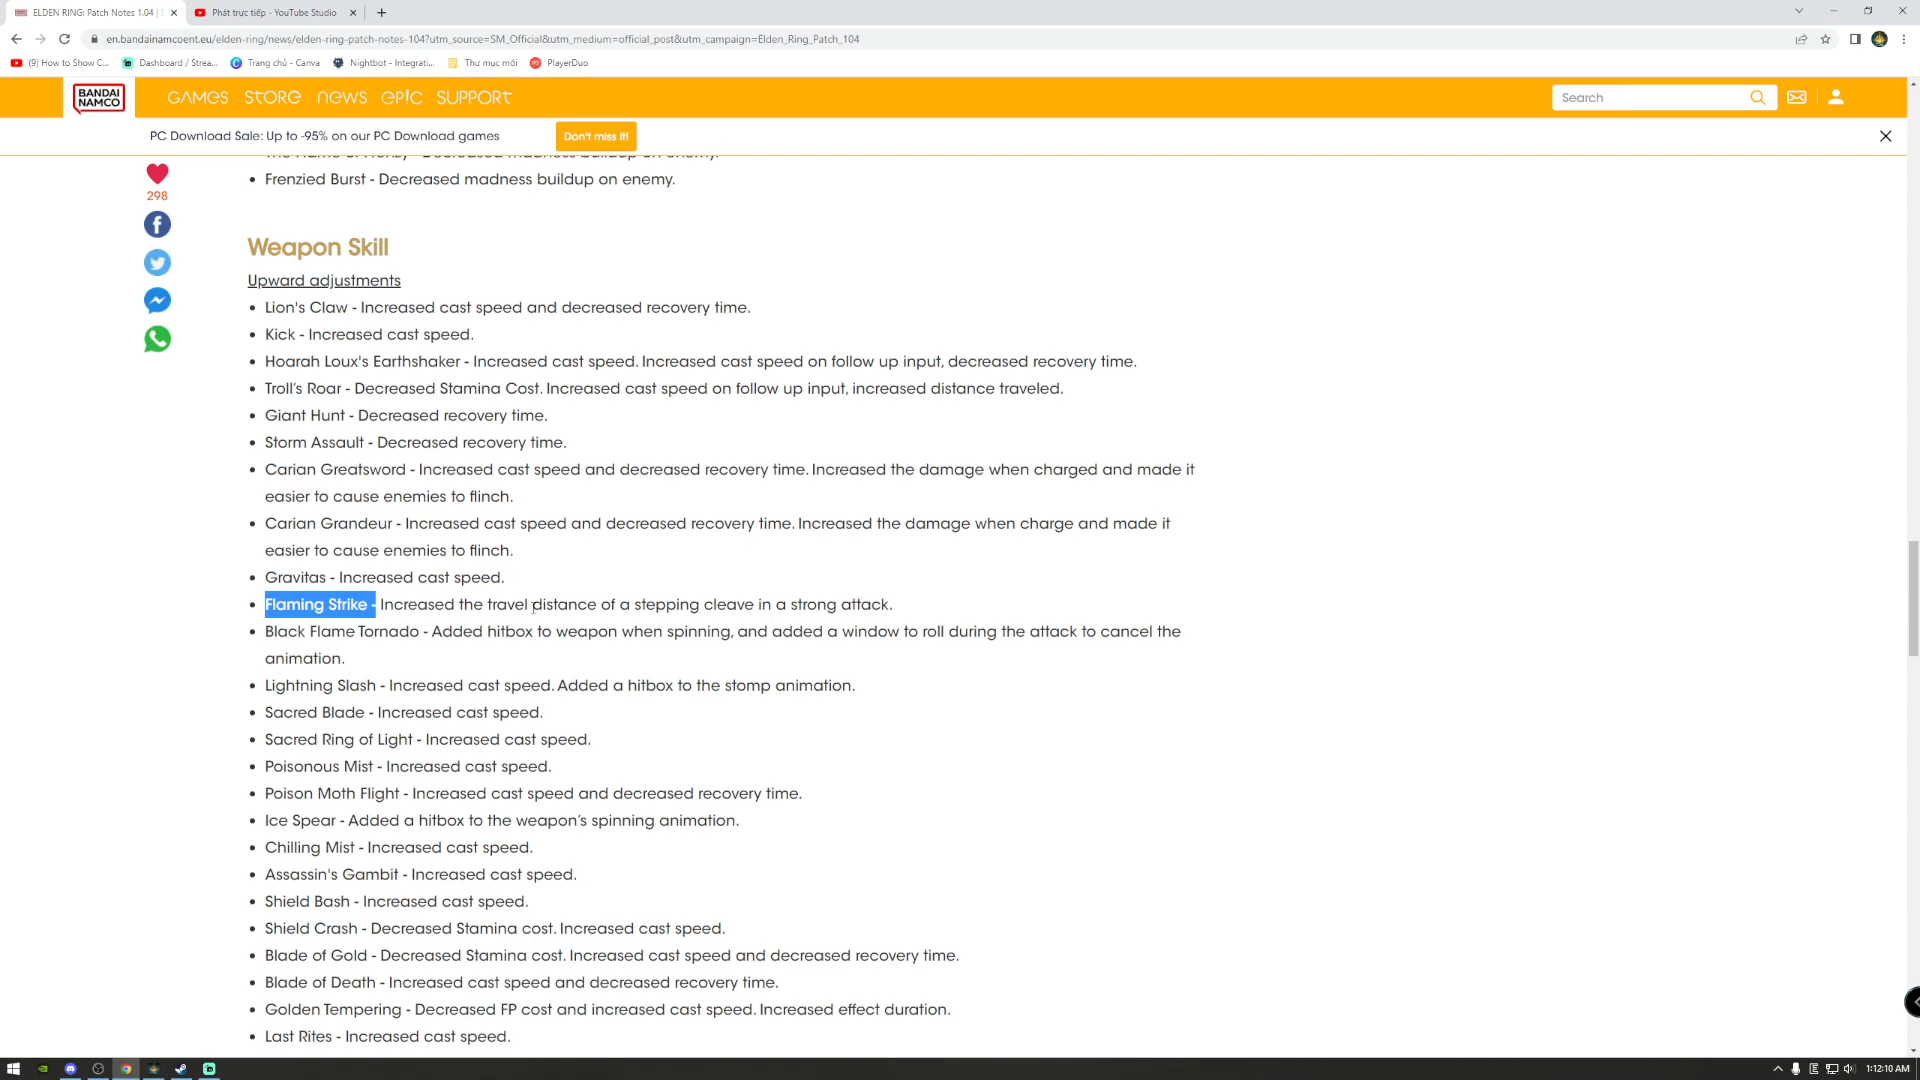 ELDEN RING: Patch Notes 1.04 |
Phát trực tiếp - YouTube Studio
en.bandainamcoent.eu/elden-ring/news/elden-ring-patch-notes-104?utm_source=SM_Official&utm_medium=official_post&utm_campaign=Elden_Ring_Patch_104
(9) How to Show C...
Dashboard / Strea...
Trang chủ - Canva
Nightbot - Integrati...
Thư mục mới
PlayerDuo
BANDAI NAMCO
GAMES STORE NEWS EPIC SUPPORT
Search
PC Download Sale: Up to -95% on our PC Download games
Don't miss it!
298
The Flame of Frenzy - Decreased madness buildup on enemy.
• Frenzied Burst - Decreased madness buildup on enemy.
Weapon Skill
Upward adjustments
• Lion's Claw - Increased cast speed and decreased recovery time.
• Kick - Increased cast speed.
• Hoarah Loux's Earthshaker - Increased cast speed. Increased cast speed on follow up input, decreased recovery time.
• Troll's Roar - Decreased Stamina Cost. Increased cast speed on follow up input, increased distance traveled.
• Giant Hunt - Decreased recovery time.
• Storm Assault - Decreased recovery time.
• Carian Greatsword - Increased cast speed and decreased recovery time. Increased the damage when charged and made it
easier to cause enemies to flinch.
• Carian Grandeur - Increased cast speed and decreased recovery time. Increased the damage when charge and made it
easier to cause enemies to flinch.
• Gravitas - Increased cast speed.
• Flaming Strike - Increased the travel distance of a stepping cleave in a strong attack.
• Black Flame Tornado - Added hitbox to weapon when spinning, and added a window to roll during the attack to cancel the
animation.
• Lightning Slash - Increased cast speed. Added a hitbox to the stomp animation.
• Sacred Blade - Increased cast speed.
• Sacred Ring of Light - Increased cast speed.
• Poisonous Mist - Increased cast speed.
• Poison Moth Flight - Increased cast speed and decreased recovery time.
• Ice Spear - Added a hitbox to the weapon's spinning animation.
• Chilling Mist - Increased cast speed.
• Assassin's Gambit - Increased cast speed.
• Shield Bash - Increased cast speed.
• Shield Crash - Decreased Stamina cost. Increased cast speed.
• Blade of Gold - Decreased Stamina cost. Increased cast speed and decreased recovery time.
• Blade of Death - Increased cast speed and decreased recovery time.
• Golden Tempering - Decreased FP cost and increased cast speed. Increased effect duration.
• Last Rites - Increased cast speed.
1:12:10 AM